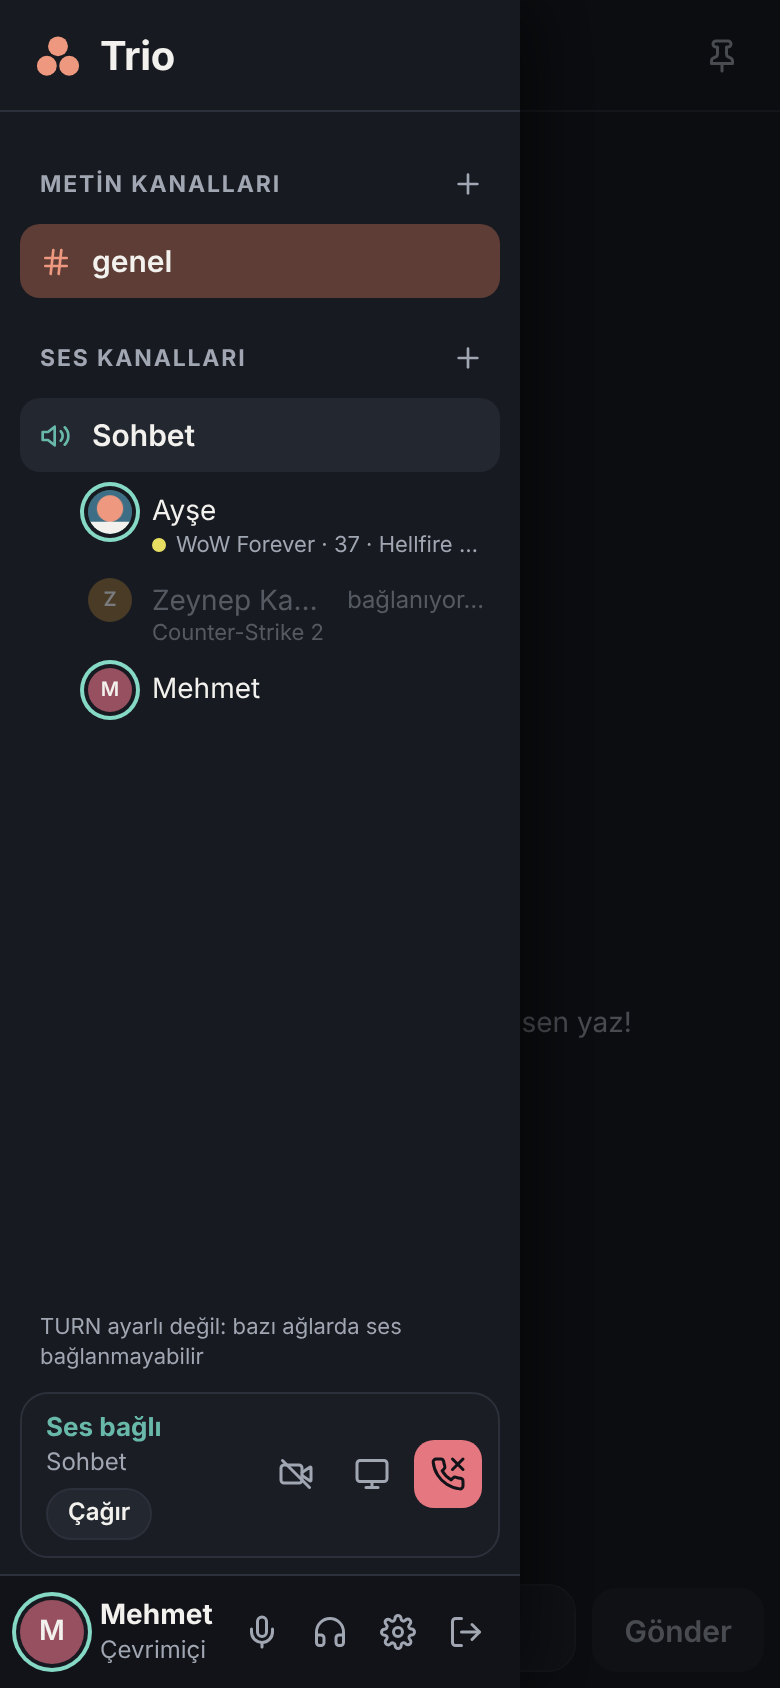 Trio
METİN KANALLARI
genel
SES KANALLARI
Sohbet
Ayşe
WoW Forever · 37 · Hellfire ...
Z
Zeynep Ka... bağlanıyor...
Counter-Strike 2
M
Mehmet
sen yaz!
TURN ayarlı değil: bazı ağlarda ses
bağlanmayabilir
Ses bağlı
Sohbet
Çağır
M
Mehmet
Çevrimiçi
Gönder